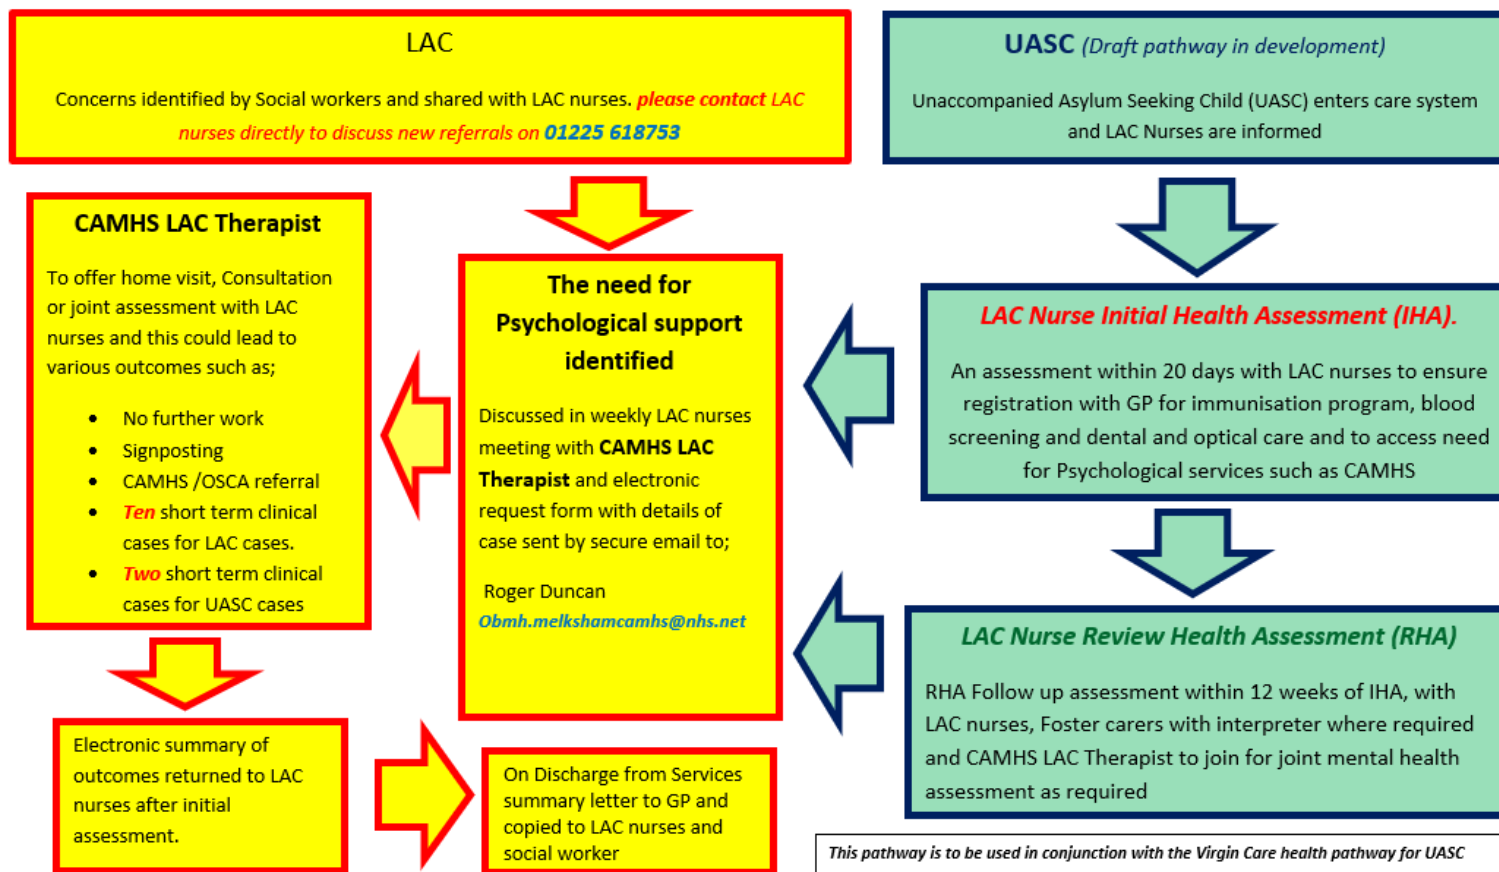 LAC
Concerns identified by Social workers and shared with LAC nurses. please contact LAC
nurses directly to discuss new referrals on 01225 618753
UASC (Draft pathway in development)
Unaccompanied Asylum Seeking Child (UASC) enters care system
and LAC Nurses are informed
CAMHS LAC Therapist
To offer home visit, Consultation
or joint assessment with LAC
nurses and this could lead to
various outcomes such as;
• No further work
• Signposting
• CAMHS /OSCA referral
• Ten short term clinical
cases for LAC cases.
• Two short term clinical
cases for UASC cases
The need for
Psychological support
identified
Discussed in weekly LAC nurses
meeting with CAMHS LAC
Therapist and electronic
request form with details of
case sent by secure email to;
Roger Duncan
Obmh.melkshamcamhs@nhs.net
LAC Nurse Initial Health Assessment (IHA).
An assessment within 20 days with LAC nurses to ensure
registration with GP for immunisation program, blood
screening and dental and optical care and to access need
for Psychological services such as CAMHS
LAC Nurse Review Health Assessment (RHA)
RHA Follow up assessment within 12 weeks of IHA, with
LAC nurses, Foster carers with interpreter where required
and CAMHS LAC Therapist to join for joint mental health
assessment as required
Electronic summary of
outcomes returned to LAC
nurses after initial
assessment.
On Discharge from Services
summary letter to GP and
copied to LAC nurses and
social worker
This pathway is to be used in conjunction with the Virgin Care health pathway for UASC